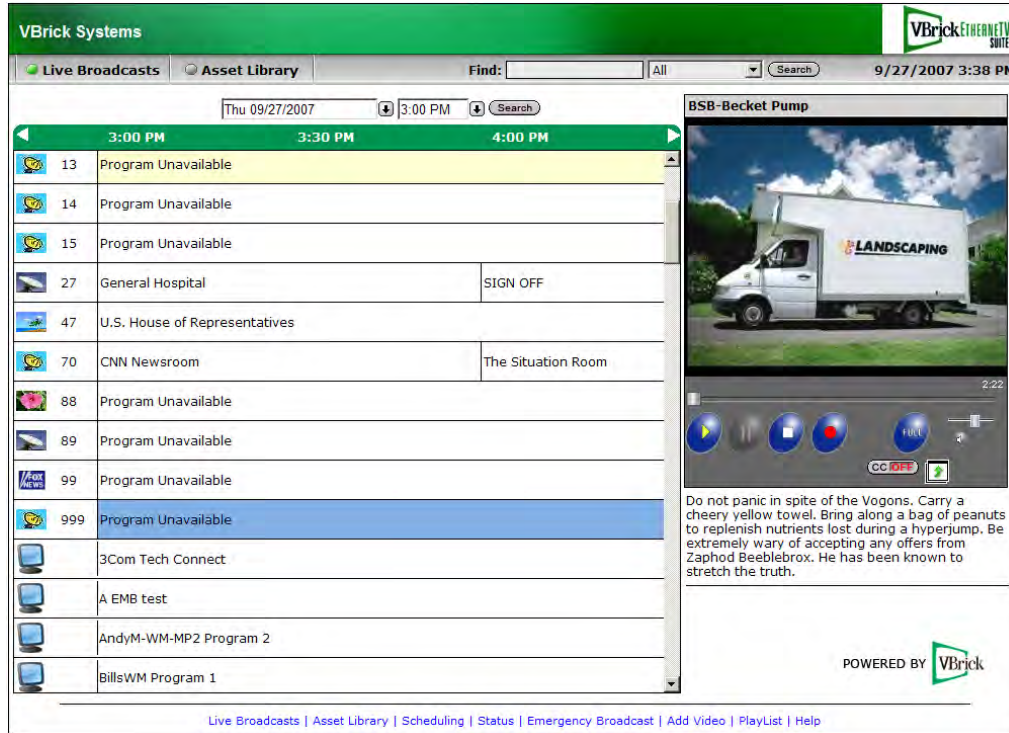 VBrick Systems
VBrick ETHERNETV SUITE
Live Broadcasts Asset Library Find: All Search 9/27/2007 3:38 PM
Thu 09/27/2007 3:00 PM Search
3:00 PM 3:30 PM 4:00 PM
13 Program Unavailable
14 Program Unavailable
15 Program Unavailable
27 General Hospital SIGN OFF
47 U.S. House of Representatives
70 CNN Newsroom The Situation Room
88 Program Unavailable
89 Program Unavailable
FOX NEWS 99 Program Unavailable
999 Program Unavailable
3Com Tech Connect
A EMB test
AndyM-WM-MP2 Program 2
BillsWM Program 1
BSB-Becket Pump
LANDSCAPING
2:22
FULL
CC OFF
Do not panic in spite of the Vogons. Carry a
cheery yellow towel. Bring along a bag of peanuts
to replenish nutrients lost during a hyperjump. Be
extremely wary of accepting any offers from
Zaphod Beeblebrox. He has been known to
stretch the truth.
POWERED BY VBrick
Live Broadcasts | Asset Library | Scheduling | Status | Emergency Broadcast | Add Video | PlayList | Help